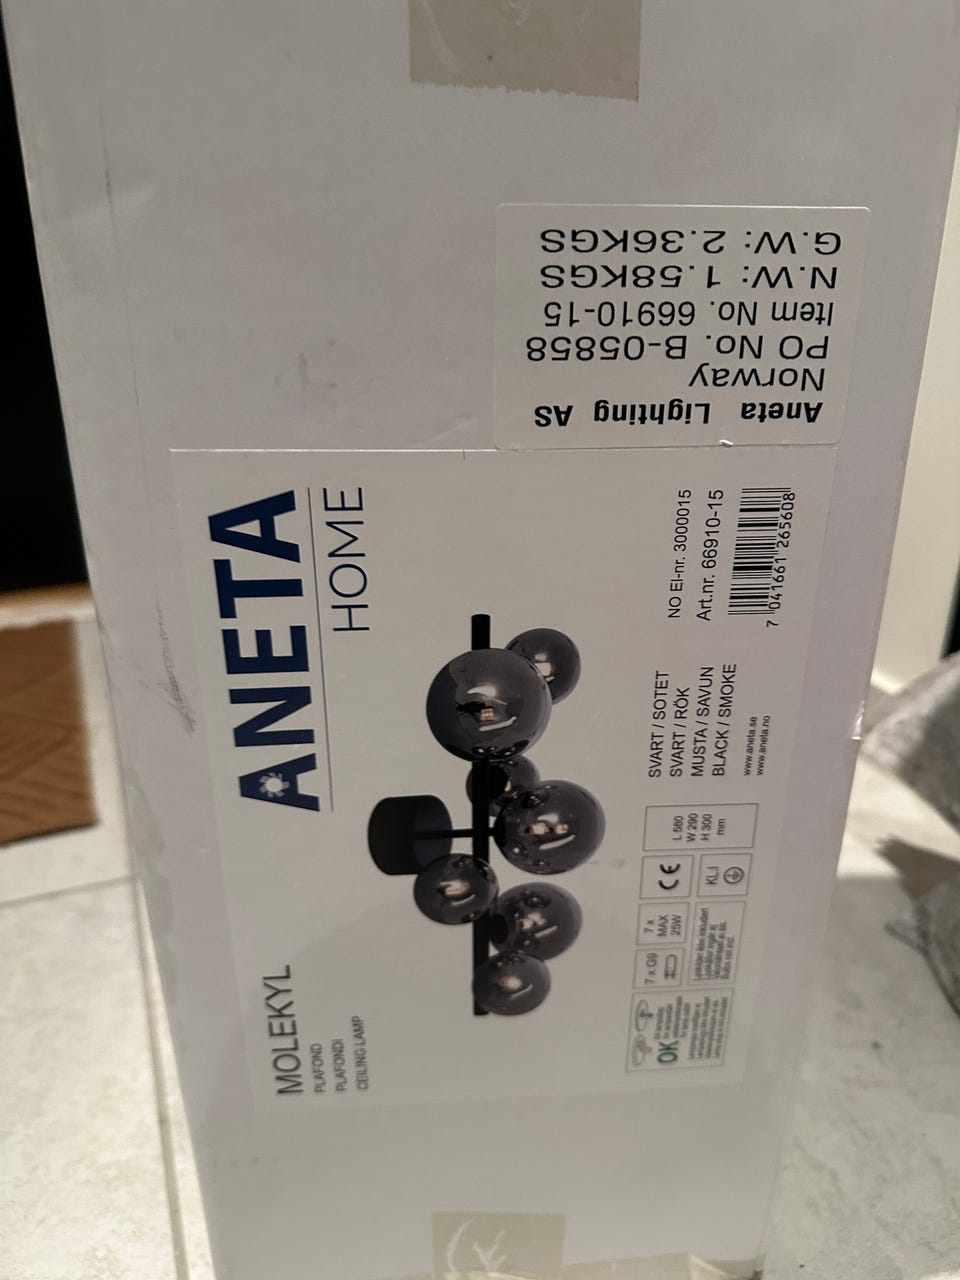 Aneta Lighting AS
Norway
PO No. B-05858
Item No. 66910-15
N.W: 1.58KGS
G.W: 2.36KGS
ANETA
HOME
MOLEKYL
PLAFOND
PLAFONDI
CEILING LAMP
SVART / SOTET
SVART / RÖK
MUSTA / SAVUN
BLACK / SMOKE
www.aneta.se
www.aneta.no
NO El-nr. 3000015
Art.nr. 66910-15
7 041661 265608
OK
7 x G9
7 x
MAX
25W
CE
KL.I
L 580
W 290
H 300
mm